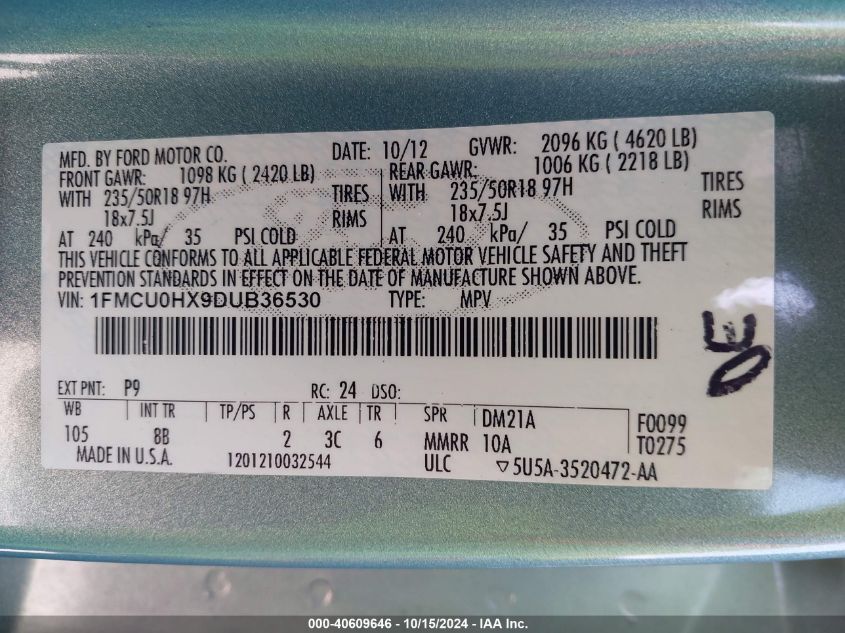 MFD. BY FORD MOTOR CO. DATE: 10/12 GVWR: 2096 KG ( 4620 LB)
FRONT GAWR: 1098 KG ( 2420 LB) REAR GAWR: 1006 KG ( 2218 LB)
WITH 235/50R18 97H TIRES WITH 235/50R18 97H TIRES
18x7.5J RIMS 18x7.5J RIMS
AT 240 kPa/ 35 PSI COLD AT 240 kPa/ 35 PSI COLD
THIS VEHICLE CONFORMS TO ALL APPLICABLE FEDERAL MOTOR VEHICLE SAFETY AND THEFT
PREVENTION STANDARDS IN EFFECT ON THE DATE OF MANUFACTURE SHOWN ABOVE.
VIN: 1FMCU0HX9DUB36530 TYPE: MPV
OE
EXT PNT: P9 RC: 24 DSO:
WB INT TR TP/PS R AXLE TR SPR DM21A F0099
105 8B 2 3C 6 MMRR 10A T0275
MADE IN U.S.A. 1201210032544 ULC ▽5U5A-3520472-AA
000-40609646 - 10/15/2024 - IAA Inc.